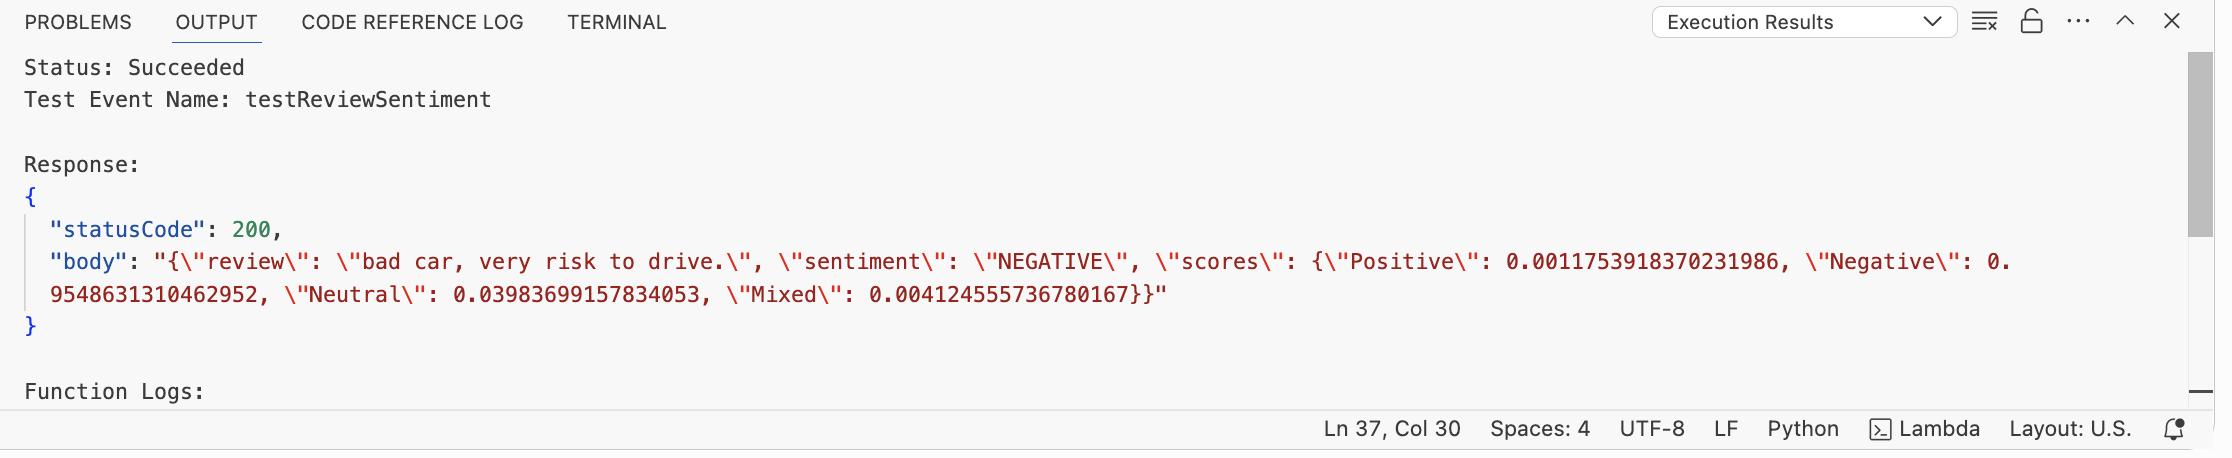 PROBLEMS OUTPUT CODE REFERENCE LOG TERMINAL Execution Results
Status: Succeeded
Test Event Name: testReviewSentiment
Response:
{
"statusCode": 200,
"body": "{\"review\": \"bad car, very risk to drive.\", \"sentiment\": \"NEGATIVE\", \"scores\": {\"Positive\": 0.0011753918370231986, \"Negative\": 0.
9548631310462952, \"Neutral\": 0.03983699157834053, \"Mixed\": 0.004124555736780167}}"
}
Function Logs:
Ln 37, Col 30 Spaces: 4 UTF-8 LF Python Lambda Layout: U.S.